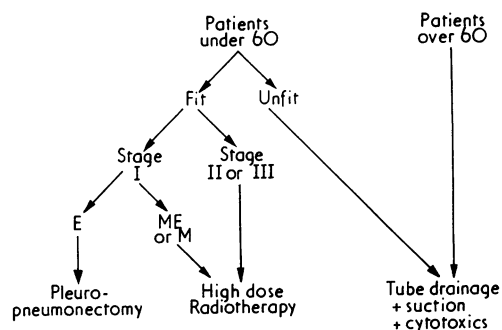 Patients
under 60
Patients
over 60
Fit
Unfit
Stage
I
Stage
II or III
E
ME
or M
Pleuro-
pneumonectomy
High dose
Radiotherapy
Tube drainage
+ suction
+ cytotoxics